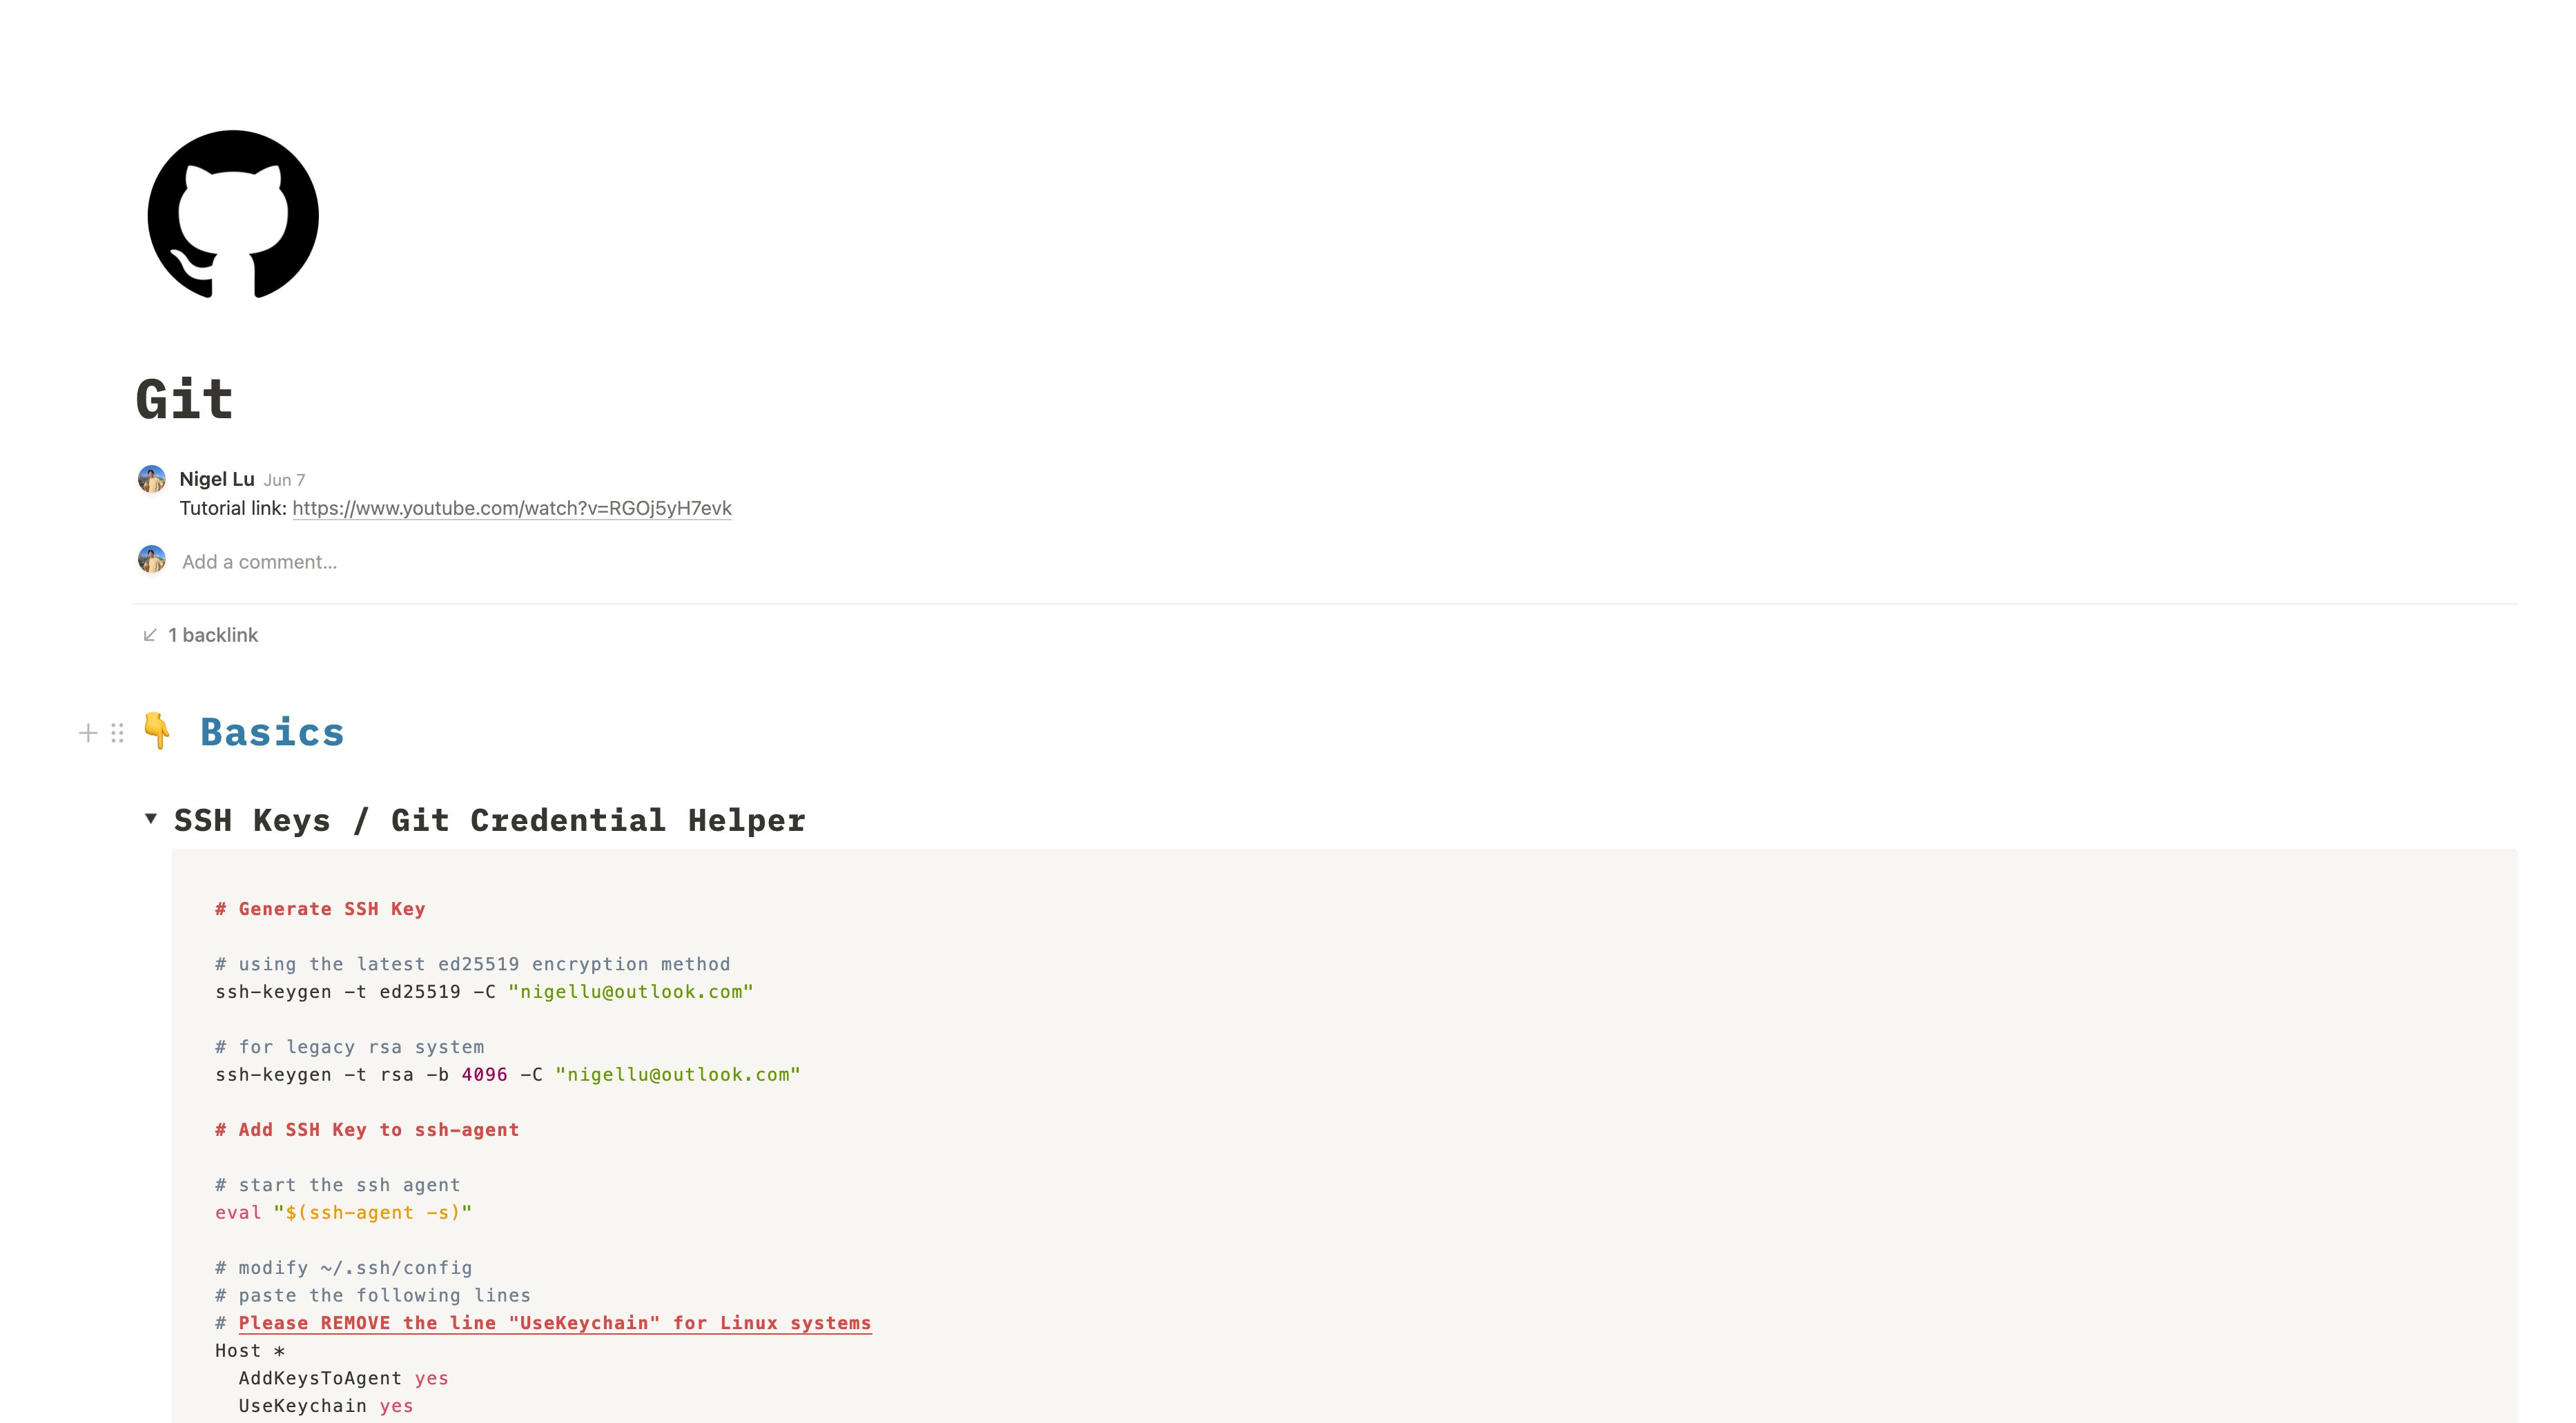 Git
Nigel Lu Jun 7
Tutorial link: https://www.youtube.com/watch?v=RGOj5yH7evk
Add a comment...
1 backlink
Basics
SSH Keys / Git Credential Helper
# Generate SSH Key
# using the latest ed25519 encryption method
ssh-keygen -t ed25519 -C "nigellu@outlook.com"
# for legacy rsa system
ssh-keygen -t rsa -b 4096 -C "nigellu@outlook.com"
# Add SSH Key to ssh-agent
# start the ssh agent
eval "$(ssh-agent -s)"
# modify ~/.ssh/config
# paste the following lines
# Please REMOVE the line "UseKeychain" for Linux systems
Host *
  AddKeysToAgent yes
  UseKeychain yes